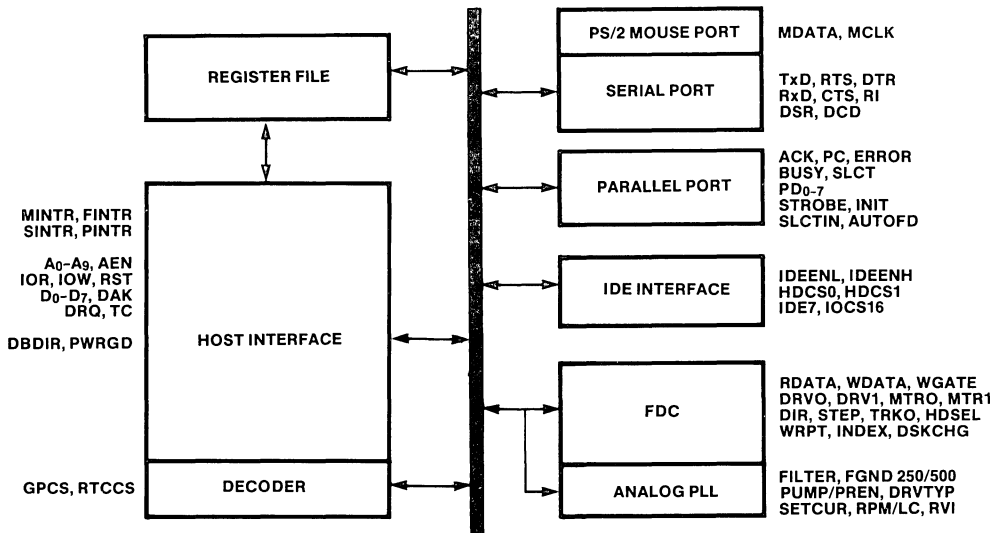 REGISTER FILE
MINTR, FINTR
SINTR, PINTR
A0-A9, AEN
IOR, IOW, RST
D0-D7, DAK
DRQ, TC
DBDIR, PWRGD
HOST INTERFACE
GPCS, RTCCS
DECODER
PS/2 MOUSE PORT
MDATA, MCLK
SERIAL PORT
TxD, RTS, DTR
RxD, CTS, RI
DSR, DCD
PARALLEL PORT
ACK, PC, ERROR
BUSY, SLCT
PD0-7
STROBE, INIT
SLCTIN, AUTOFD
IDE INTERFACE
IDEENL, IDEENH
HDCS0, HDCS1
IDE7, IOCS16
FDC
RDATA, WDATA, WGATE
DRVO, DRV1, MTRO, MTR1
DIR, STEP, TRKO, HDSEL
WRPT, INDEX, DSKCHG
ANALOG PLL
FILTER, FGND 250/500
PUMP/PREN, DRVTYP
SETCUR, RPM/LC, RVI